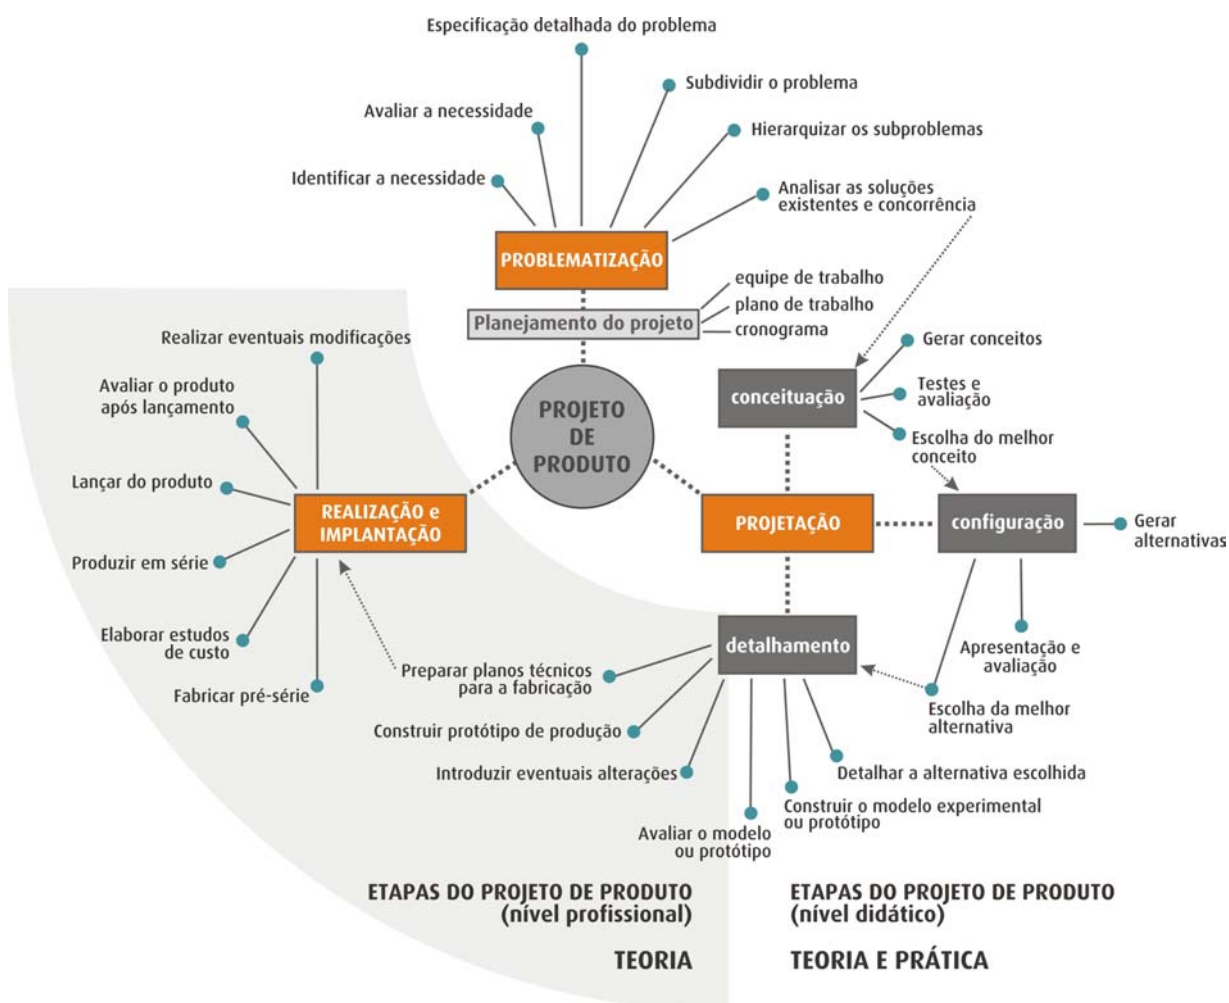 Especificação detalhada do problema
Subdividir o problema
Avaliar a necessidade
Hierarquizar os subproblemas
Identificar a necessidade
Analisar as soluções
existentes e concorrência
PROBLEMATIZAÇÃO
equipe de trabalho
plano de trabalho
cronograma
Planejamento do projeto
PROJETO
DE
PRODUTO
conceituação
Gerar conceitos
Testes e
avaliação
Escolha do melhor
conceito
PROJETAÇÃO
configuração
Gerar
alternativas
Apresentação e
avaliação
Escolha da melhor
alternativa
detalhamento
Detalhar a alternativa escolhida
Construir o modelo experimental
ou protótipo
Avaliar o modelo
ou protótipo
Introduzir eventuais alterações
Construir protótipo de produção
Preparar planos técnicos
para a fabricação
REALIZAÇÃO e
IMPLANTAÇÃO
Fabricar pré-série
Elaborar estudos
de custo
Produzir em série
Lançar do produto
Avaliar o produto
após lançamento
Realizar eventuais modificações
ETAPAS DO PROJETO DE PRODUTO
(nível profissional)
TEORIA
ETAPAS DO PROJETO DE PRODUTO
(nível didático)
TEORIA E PRÁTICA